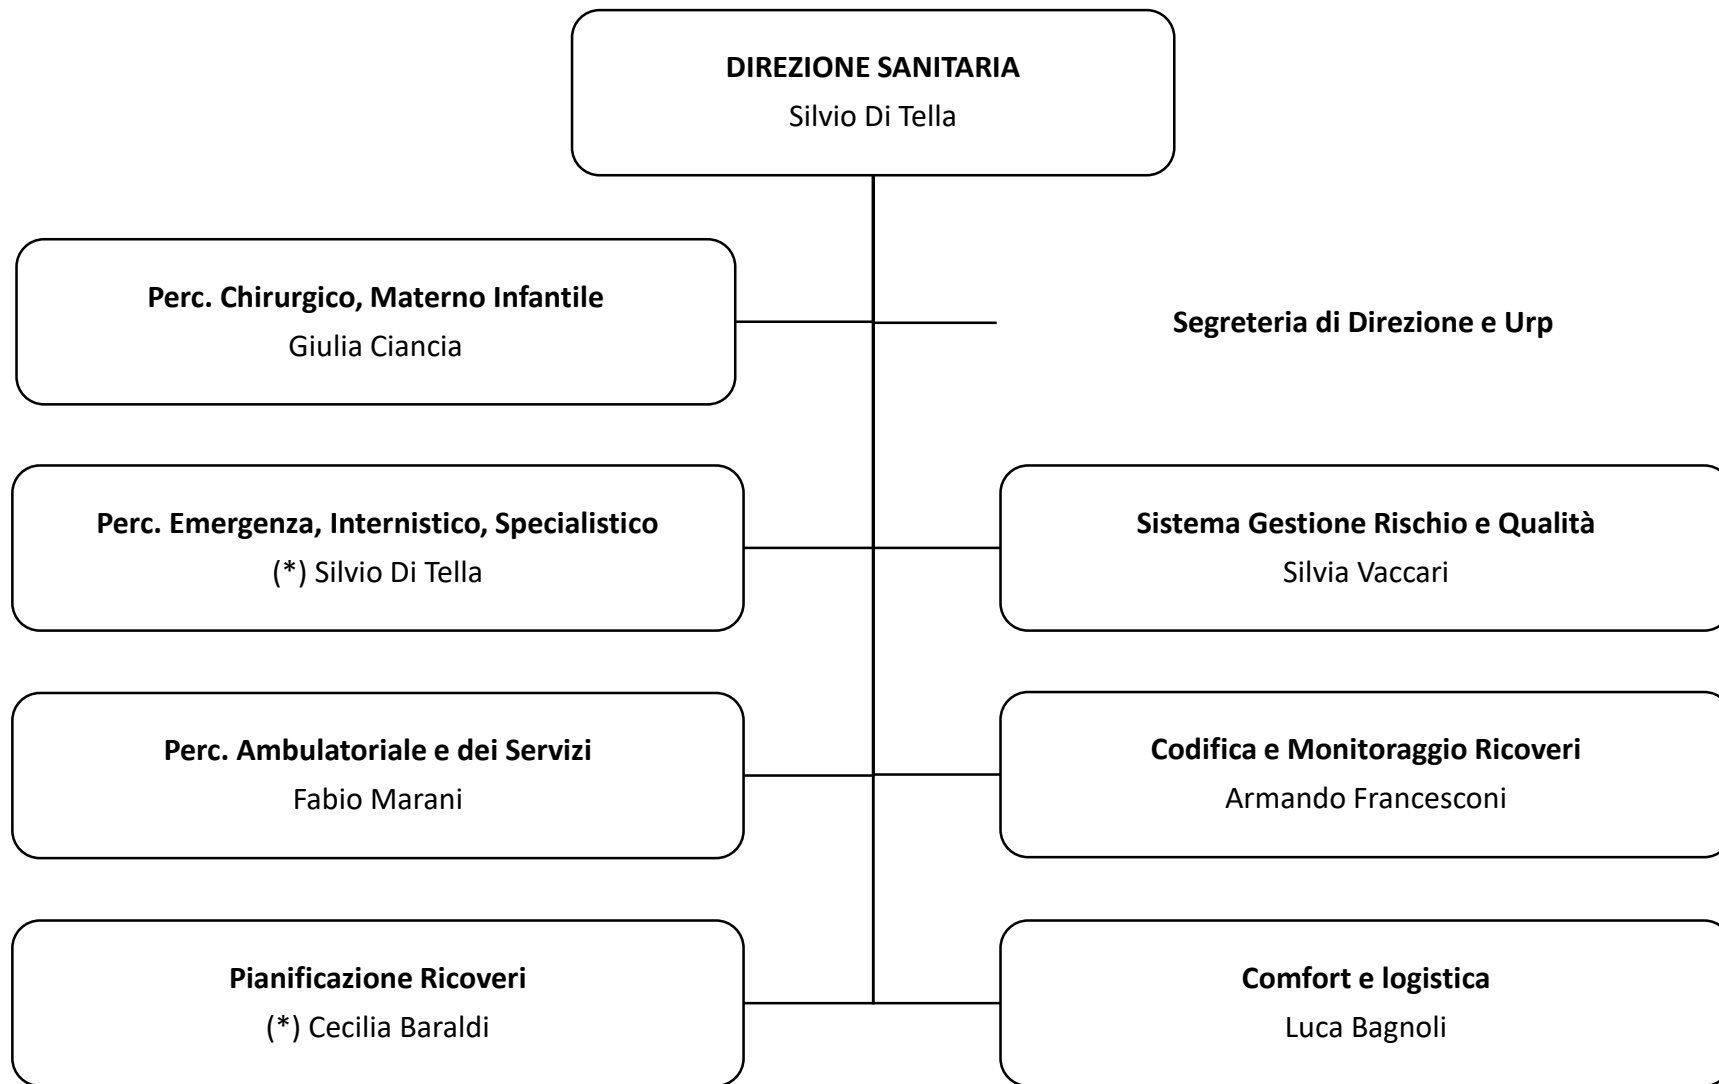 DIREZIONE SANITARIA
Silvio Di Tella
Perc. Chirurgico, Materno Infantile
Giulia Ciancia
Segreteria di Direzione e Urp
Perc. Emergenza, Internistico, Specialistico
(*) Silvio Di Tella
Sistema Gestione Rischio e Qualità
Silvia Vaccari
Perc. Ambulatoriale e dei Servizi
Fabio Marani
Codifica e Monitoraggio Ricoveri
Armando Francesconi
Pianificazione Ricoveri
(*) Cecilia Baraldi
Comfort e logistica
Luca Bagnoli